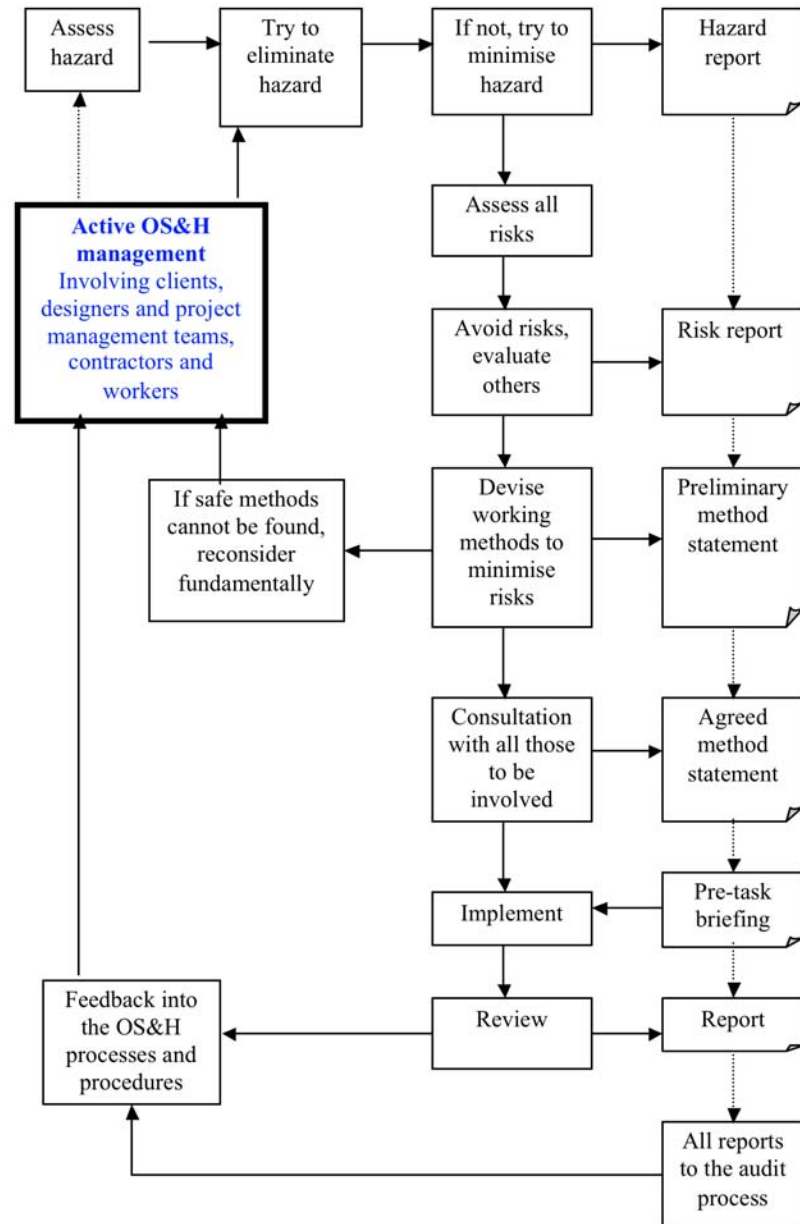 Assess
hazard
Try to
eliminate
hazard
If not, try to
minimise
hazard
Hazard
report
Active OS&H
management
Involving clients,
designers and project
management teams,
contractors and
workers
Assess all
risks
Avoid risks,
evaluate
others
Risk report
If safe methods
cannot be found,
reconsider
fundamentally
Devise
working
methods to
minimise
risks
Preliminary
method
statement
Consultation
with all those
to be
involved
Agreed
method
statement
Implement
Pre-task
briefing
Feedback into
the OS&H
processes and
procedures
Review
Report
All reports
to the audit
process